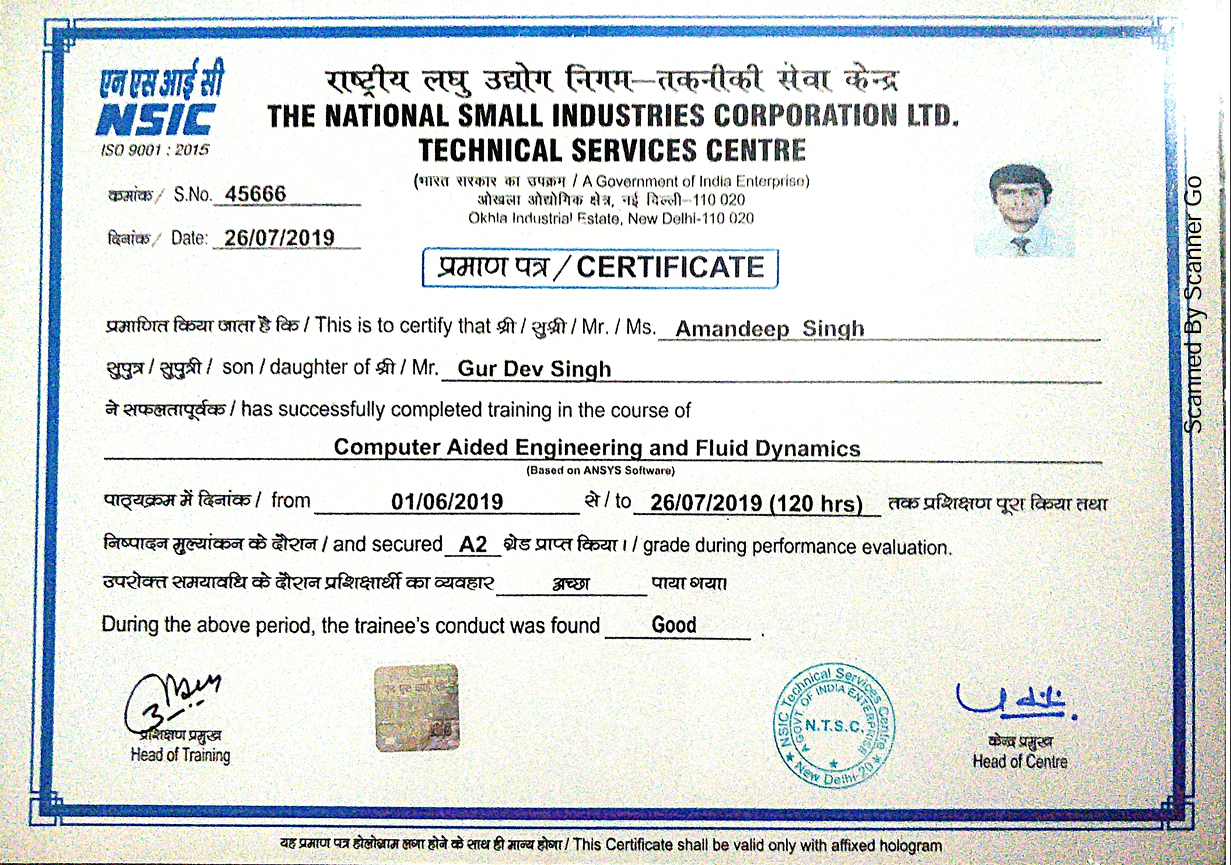 एन एस आई सी
NSIC
ISO 9001 : 2015
राष्ट्रीय लघु उद्योग निगम–तकनीकी सेवा केन्द्र
THE NATIONAL SMALL INDUSTRIES CORPORATION LTD.
TECHNICAL SERVICES CENTRE
(भारत सरकार का उपक्रम / A Government of India Enterprise)
ओखला औद्योगिक क्षेत्र, नई दिल्ली–110 020
Okhla Industrial Estate, New Delhi-110 020
कमांक / S.No. 45666
दिनांक / Date: 26/07/2019
प्रमाण पत्र / CERTIFICATE
प्रमाणित किया जाता है कि / This is to certify that श्री / सुश्री / Mr. / Ms. Amandeep Singh
सुपुत्र / सुपुत्री / son / daughter of श्री / Mr. Gur Dev Singh
ने सफलतापूर्वक / has successfully completed training in the course of
Computer Aided Engineering and Fluid Dynamics
(Based on ANSYS Software)
पाठ्यक्रम में दिनांक / from 01/06/2019 से / to 26/07/2019 (120 hrs) तक प्रशिक्षण पूरा किया तथा
निष्पादन मुल्यांकन के दौरान / and secured A2 ग्रेड प्राप्त किया। / grade during performance evaluation.
उपरोक्त समयावधि के दौरान प्रशिक्षार्थी का व्यवहार अच्छा पाया गया।
During the above period, the trainee's conduct was found Good .
प्रशिक्षण प्रमुख
Head of Training
NSIC Technical Services Centre
A GOVT. OF INDIA ENTERPRISE
N.T.S.C.
New Delhi-20
केन्द्र प्रमुख
Head of Centre
यह प्रमाण पत्र होलोग्राम लगा होने के साथ ही मान्य होगा / This Certificate shall be valid only with affixed hologram
Scanned By Scanner Go